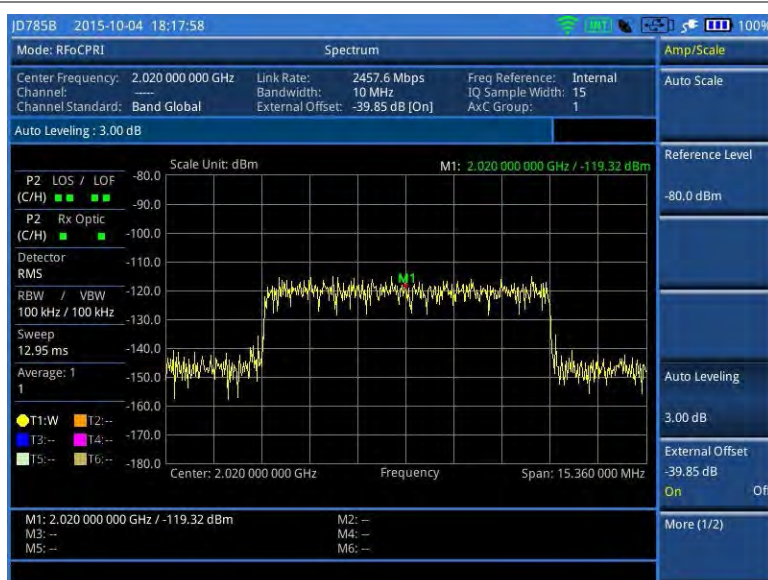 JD785B 2015-10-04 18:17:58
INT
100%
Mode: RFoCPRI
Spectrum
Amp/Scale
Center Frequency: 2.020 000 000 GHz Link Rate: 2457.6 Mbps Freq Reference: Internal
Channel: ----- Bandwidth: 10 MHz IQ Sample Width: 15
Channel Standard: Band Global External Offset: -39.85 dB [On] AxC Group: 1
Auto Leveling : 3.00 dB
Auto Scale
Reference Level
-80.0 dBm
Auto Leveling
3.00 dB
External Offset
-39.85 dB
On Off
More (1/2)
P2 LOS / LOF
(C/H)
P2 Rx Optic
(C/H)
Detector
RMS
RBW / VBW
100 kHz / 100 kHz
Sweep
12.95 ms
Average: 1
1
T1:W T2:--
T3:-- T4:--
T5:-- T6:--
Scale Unit: dBm
M1: 2.020 000 000 GHz / -119.32 dBm
-80.0
-90.0
-100.0
-110.0
-120.0
-130.0
-140.0
-150.0
-160.0
-170.0
-180.0
M1
Center: 2.020 000 000 GHz Frequency Span: 15.360 000 MHz
M1: 2.020 000 000 GHz / -119.32 dBm M2: --
M3: -- M4: --
M5: -- M6: --